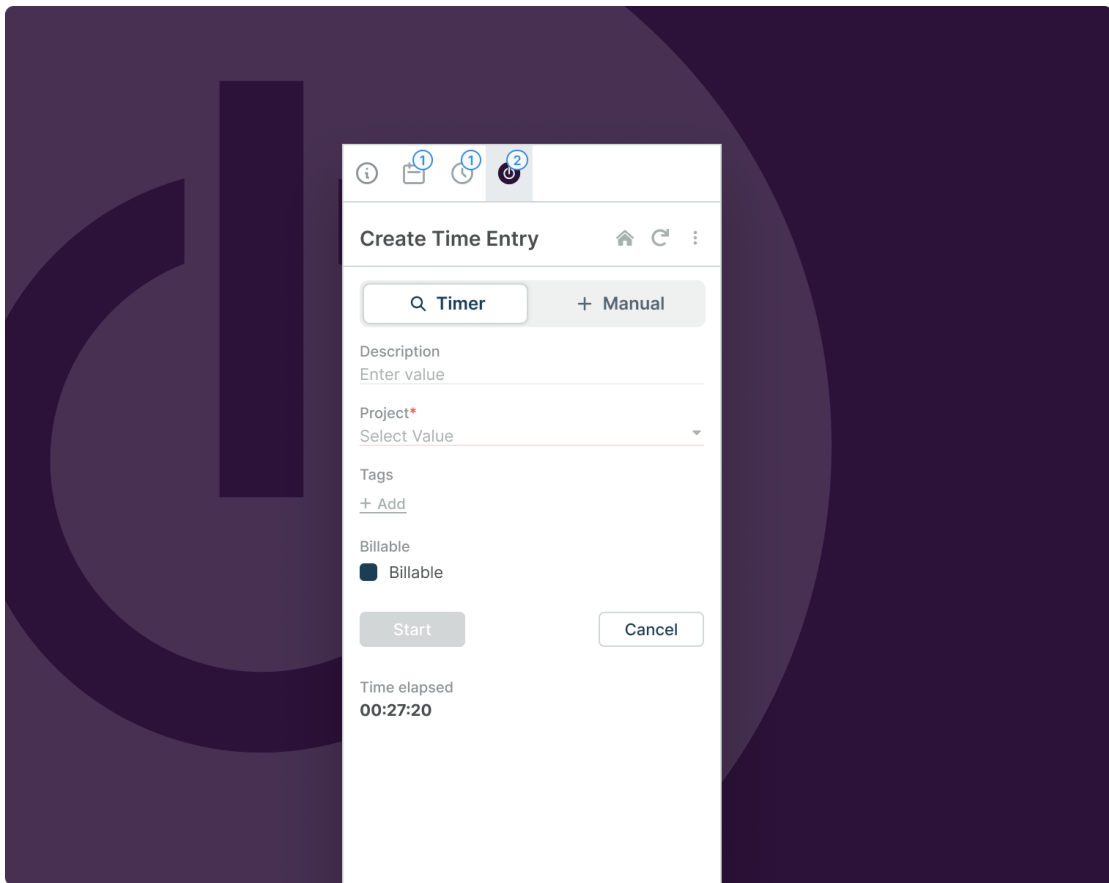 1 1 2
Create Time Entry
Timer + Manual
Description
Enter value
Project*
Select Value
Tags
+ Add
Billable
Billable
Start Cancel
Time elapsed
00:27:20